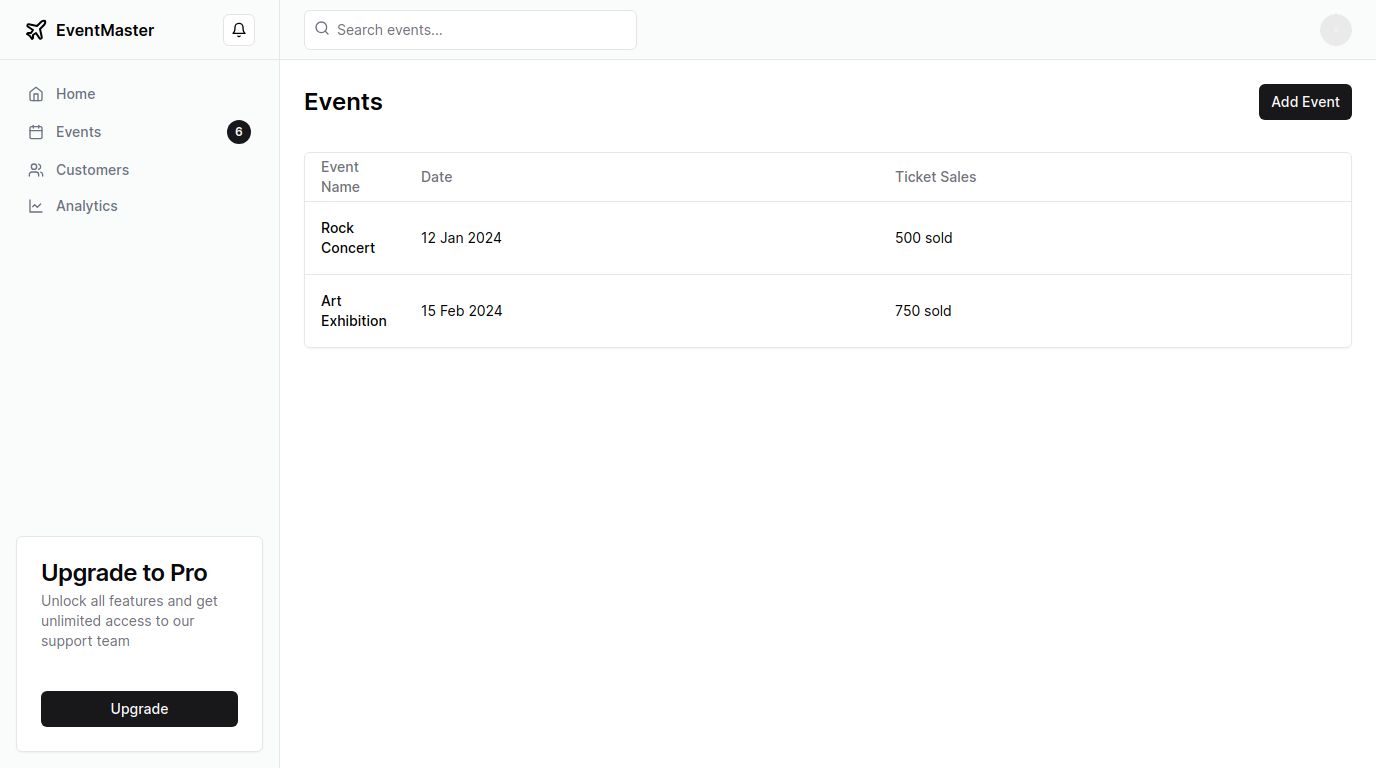 EventMaster
Search events...
Home
Events
6
Customers
Analytics
Events
Add Event
Event
Name
Date
Ticket Sales
Rock
Concert
12 Jan 2024
500 sold
Art
Exhibition
15 Feb 2024
750 sold
Upgrade to Pro
Unlock all features and get
unlimited access to our
support team
Upgrade